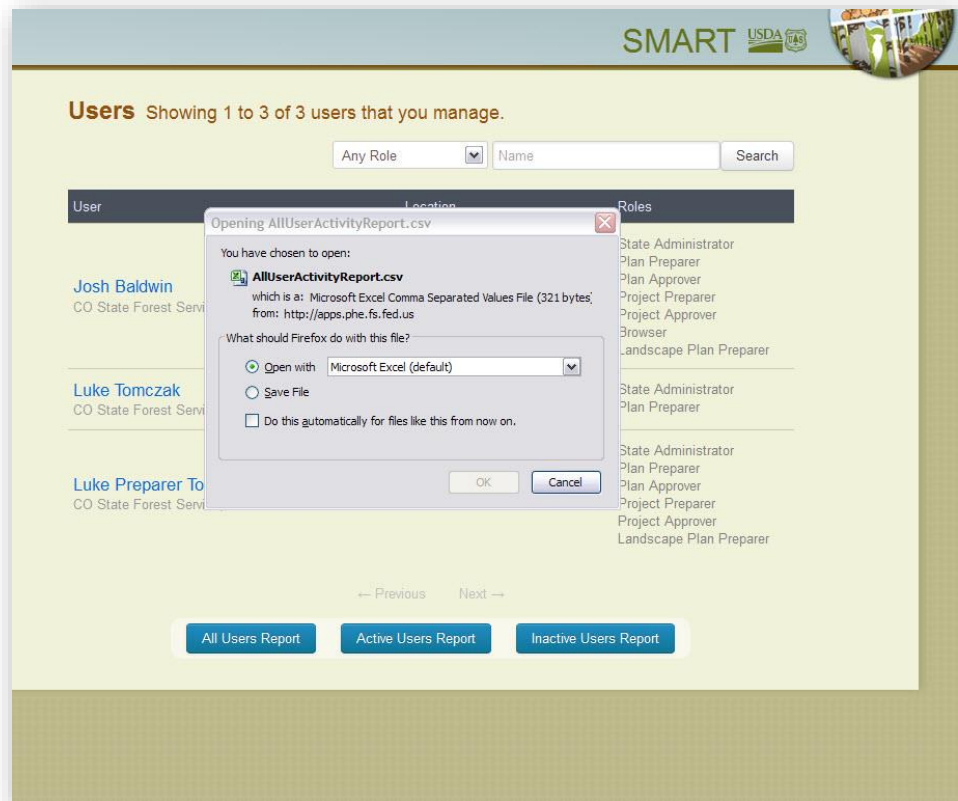 SMART USDA UAS
Users Showing 1 to 3 of 3 users that you manage.
Any Role Name Search
User Location Roles
Opening AllUserActivityReport.csv
You have chosen to open:
AllUserActivityReport.csv
which is a: Microsoft Excel Comma Separated Values File (321 bytes)
from: http://apps.phe.fs.fed.us
What should Firefox do with this file?
Open with Microsoft Excel (default)
Save File
Do this automatically for files like this from now on.
OK Cancel
Josh Baldwin
CO State Forest Servi
State Administrator
Plan Preparer
Plan Approver
Project Preparer
Project Approver
Browser
Landscape Plan Preparer
Luke Tomczak
CO State Forest Servi
State Administrator
Plan Preparer
Luke Preparer To
CO State Forest Servi
State Administrator
Plan Preparer
Plan Approver
Project Preparer
Project Approver
Landscape Plan Preparer
← Previous Next →
All Users Report Active Users Report Inactive Users Report